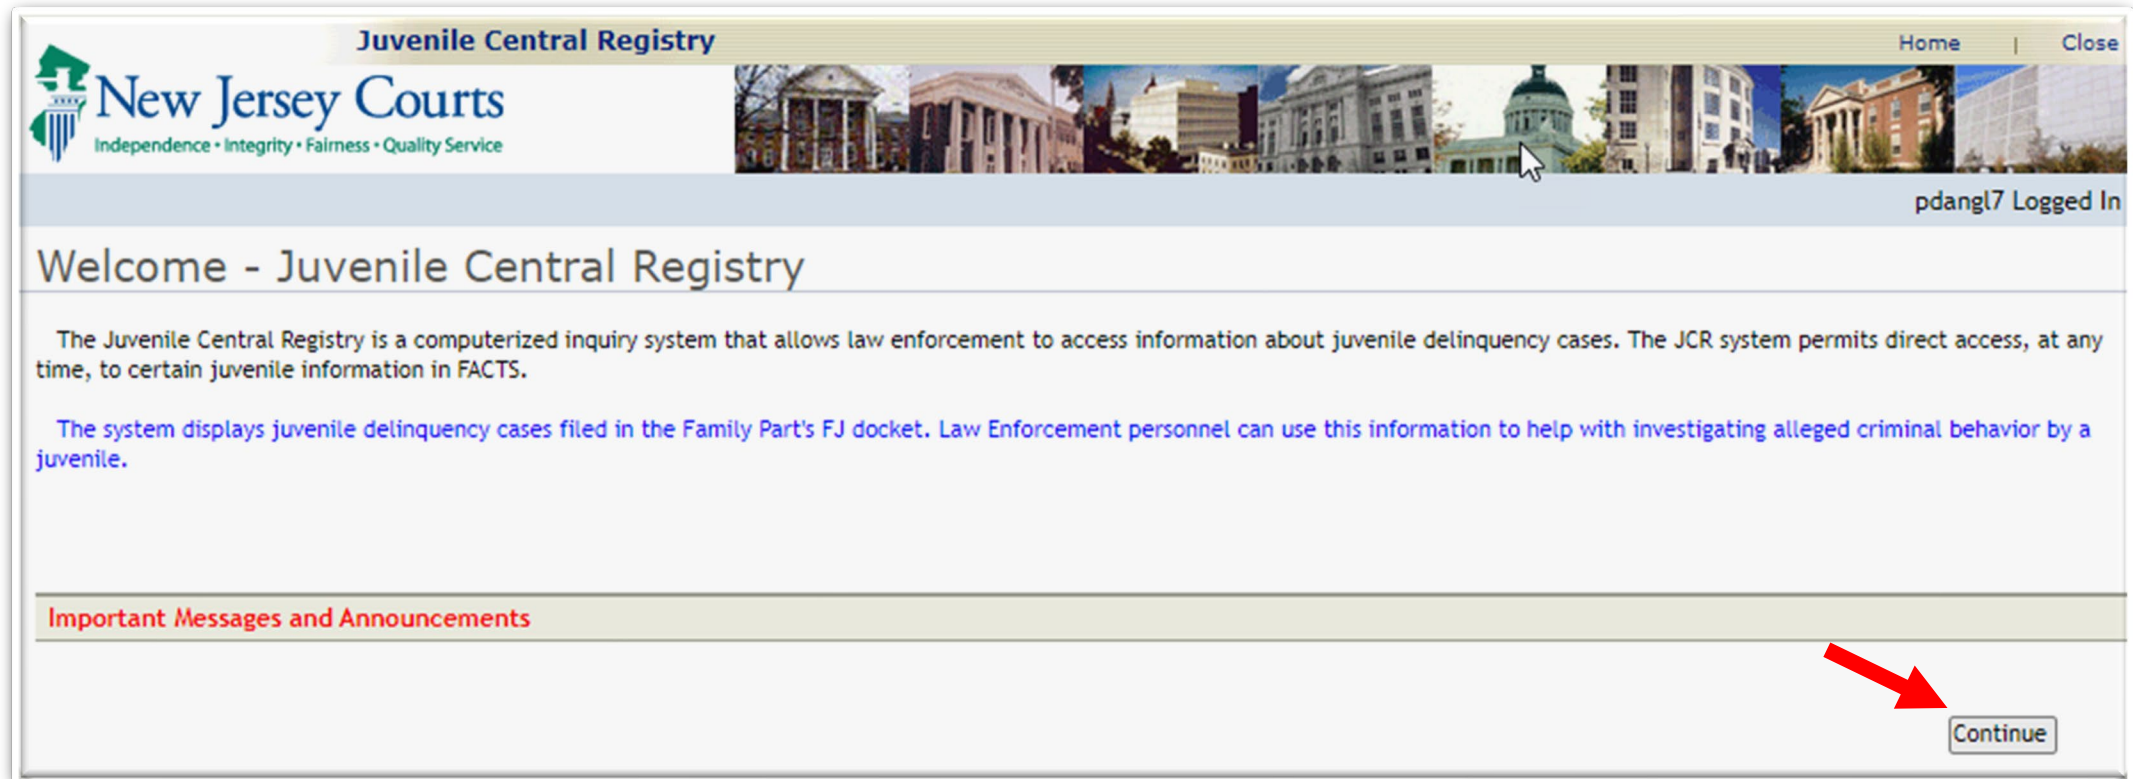 Juvenile Central Registry
Home | Close
New Jersey Courts
Independence • Integrity • Fairness • Quality Service
pdangl7 Logged In
Welcome - Juvenile Central Registry
The Juvenile Central Registry is a computerized inquiry system that allows law enforcement to access information about juvenile delinquency cases. The JCR system permits direct access, at any
time, to certain juvenile information in FACTS.
The system displays juvenile delinquency cases filed in the Family Part's FJ docket. Law Enforcement personnel can use this information to help with investigating alleged criminal behavior by a
juvenile.
Important Messages and Announcements
Continue